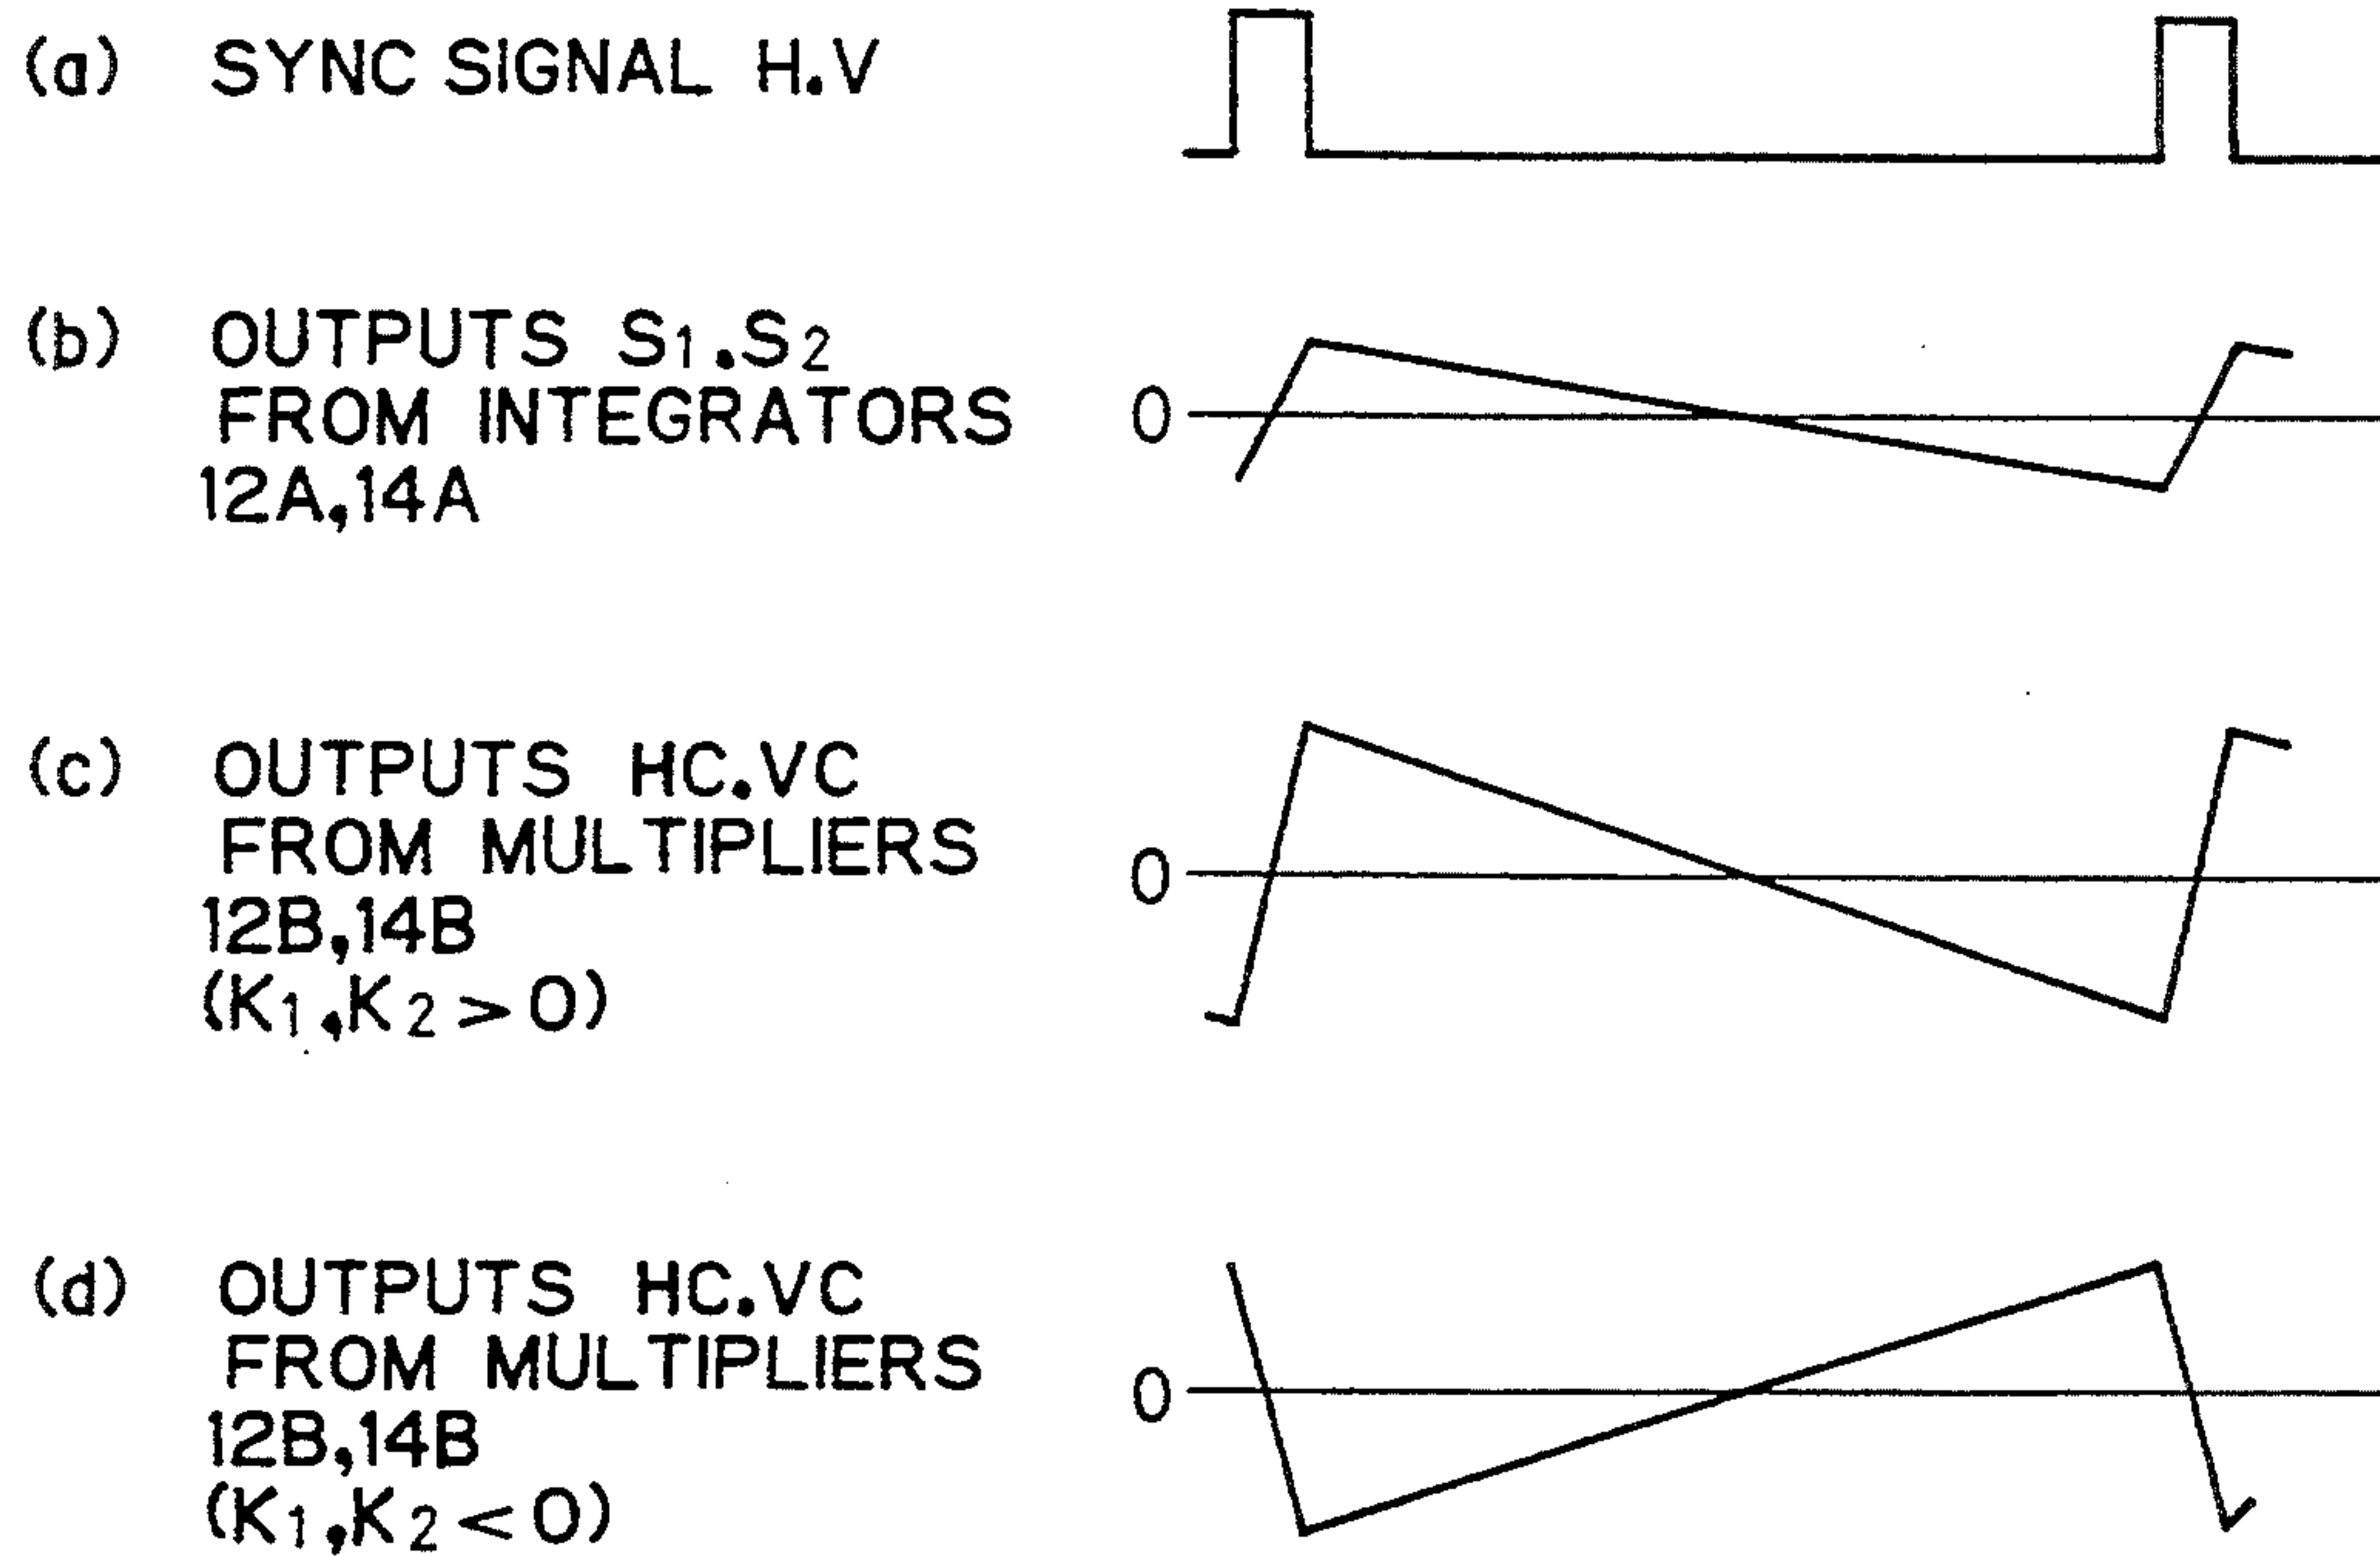 (a) SYNC SIGNAL H.V
(b) OUTPUTS S1.S2
FROM INTEGRATORS
12A,14A
0
(c) OUTPUTS HC.VC
FROM MULTIPLIERS
12B,14B
(K1,K2 > 0)
0
(d) OUTPUTS HC.VC
FROM MULTIPLIERS
12B,14B
(K1,K2 < 0)
0